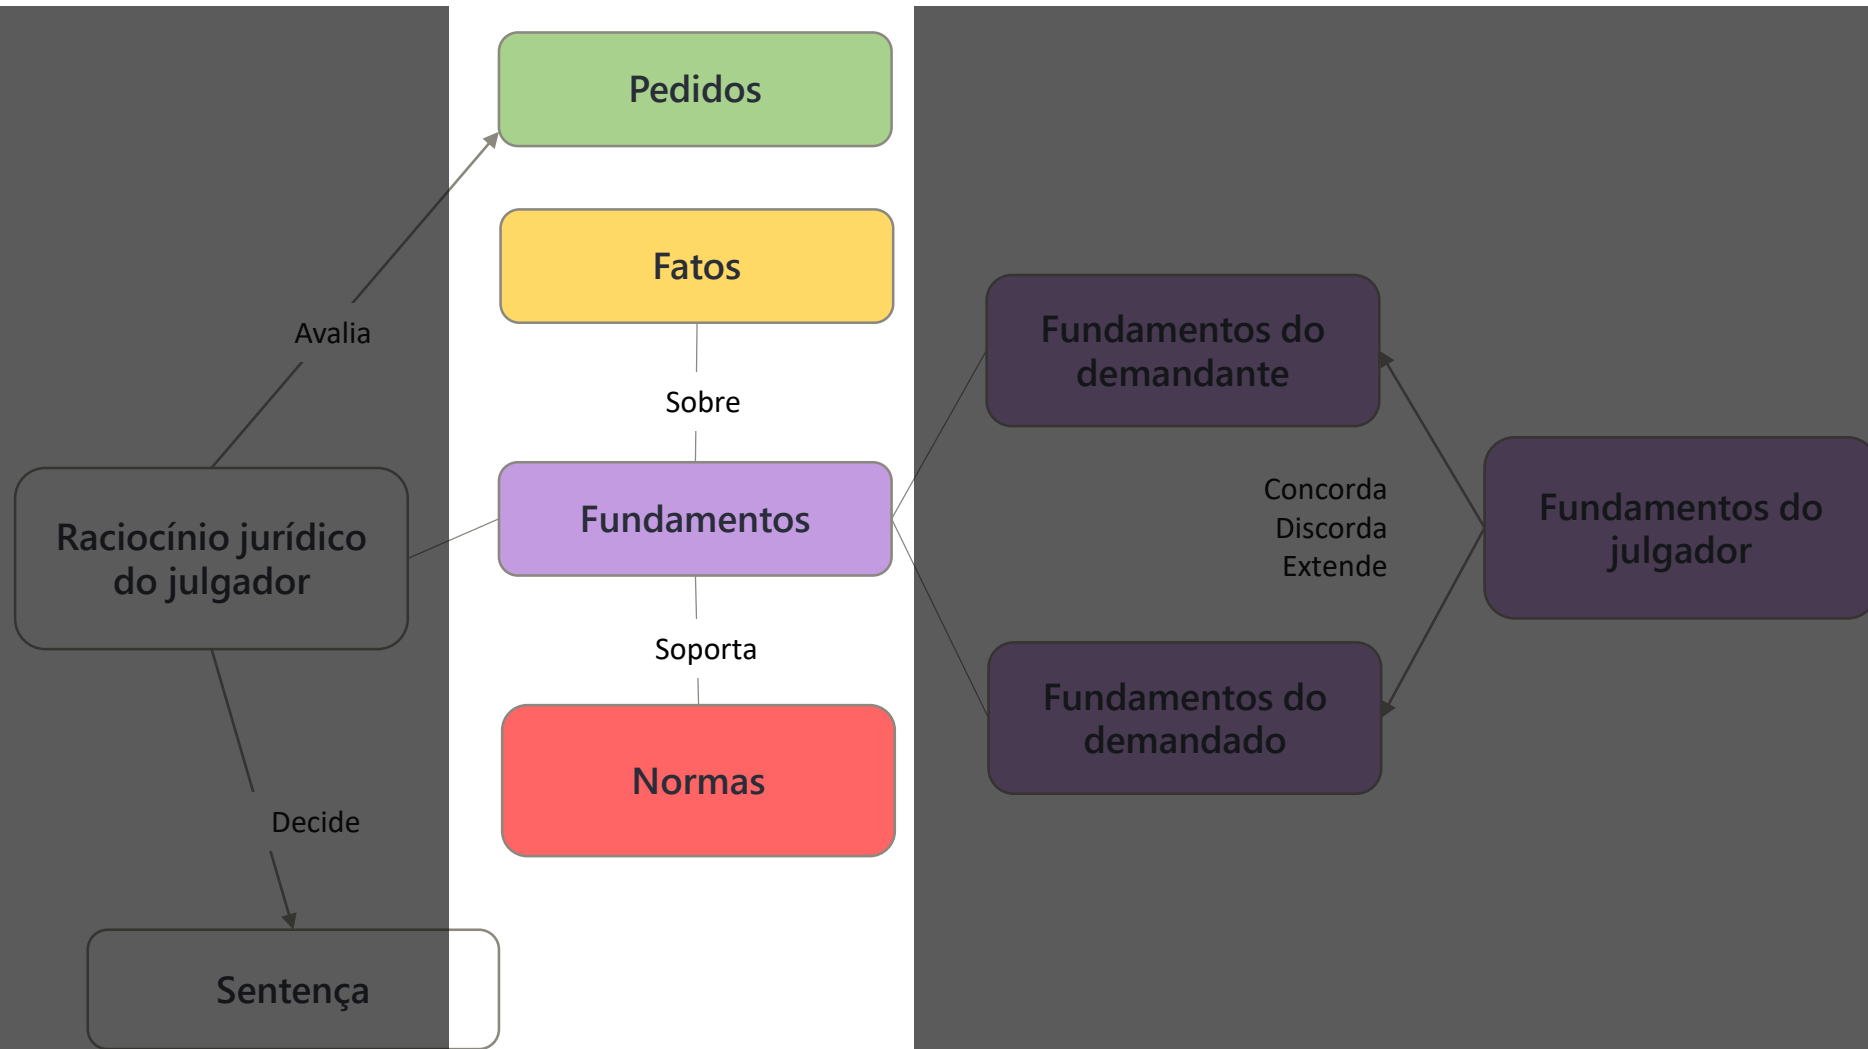 Pedidos
Fatos
Avalia
Sobre
Fundamentos do
demandante
Raciocínio jurídico
do julgador
Fundamentos
Concorda
Discorda
Extende
Fundamentos do
julgador
Soporta
Fundamentos do
demandado
Normas
Decide
Sentença